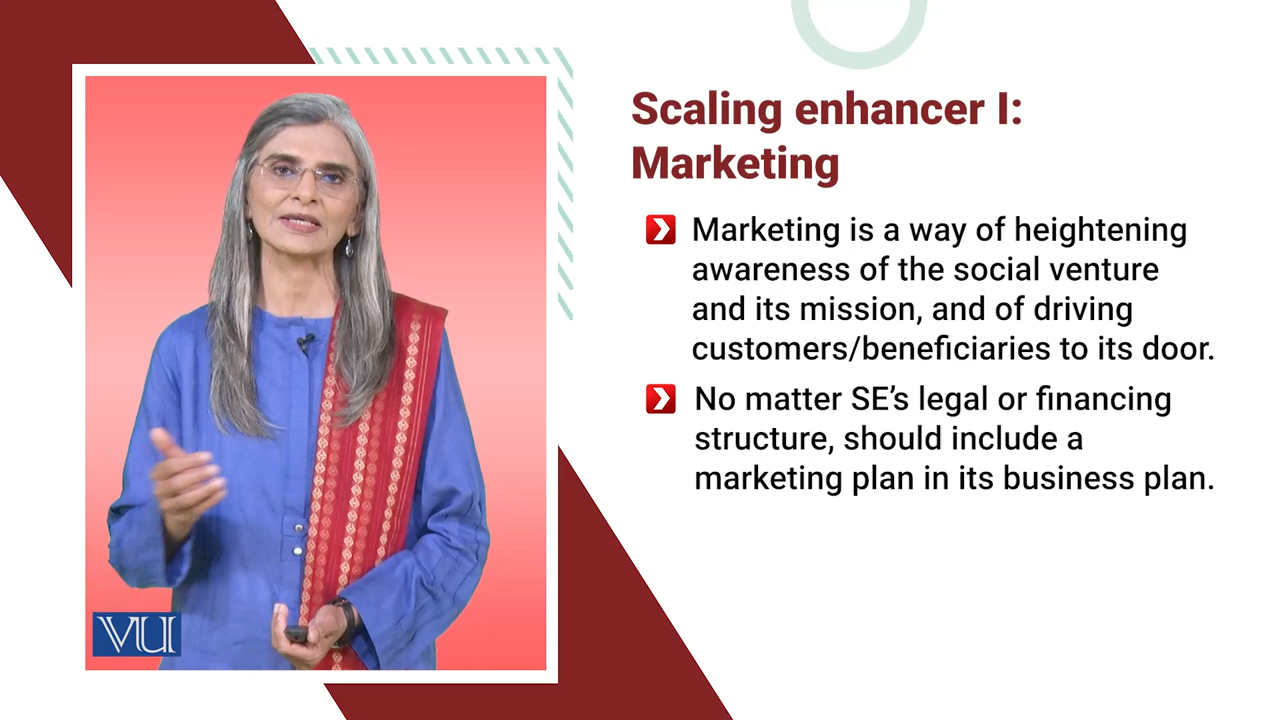 Scaling enhancer I:
Marketing
Marketing is a way of heightening
awareness of the social venture
and its mission, and of driving
customers/beneficiaries to its door.
No matter SE’s legal or financing
structure, should include a
marketing plan in its business plan.
VU